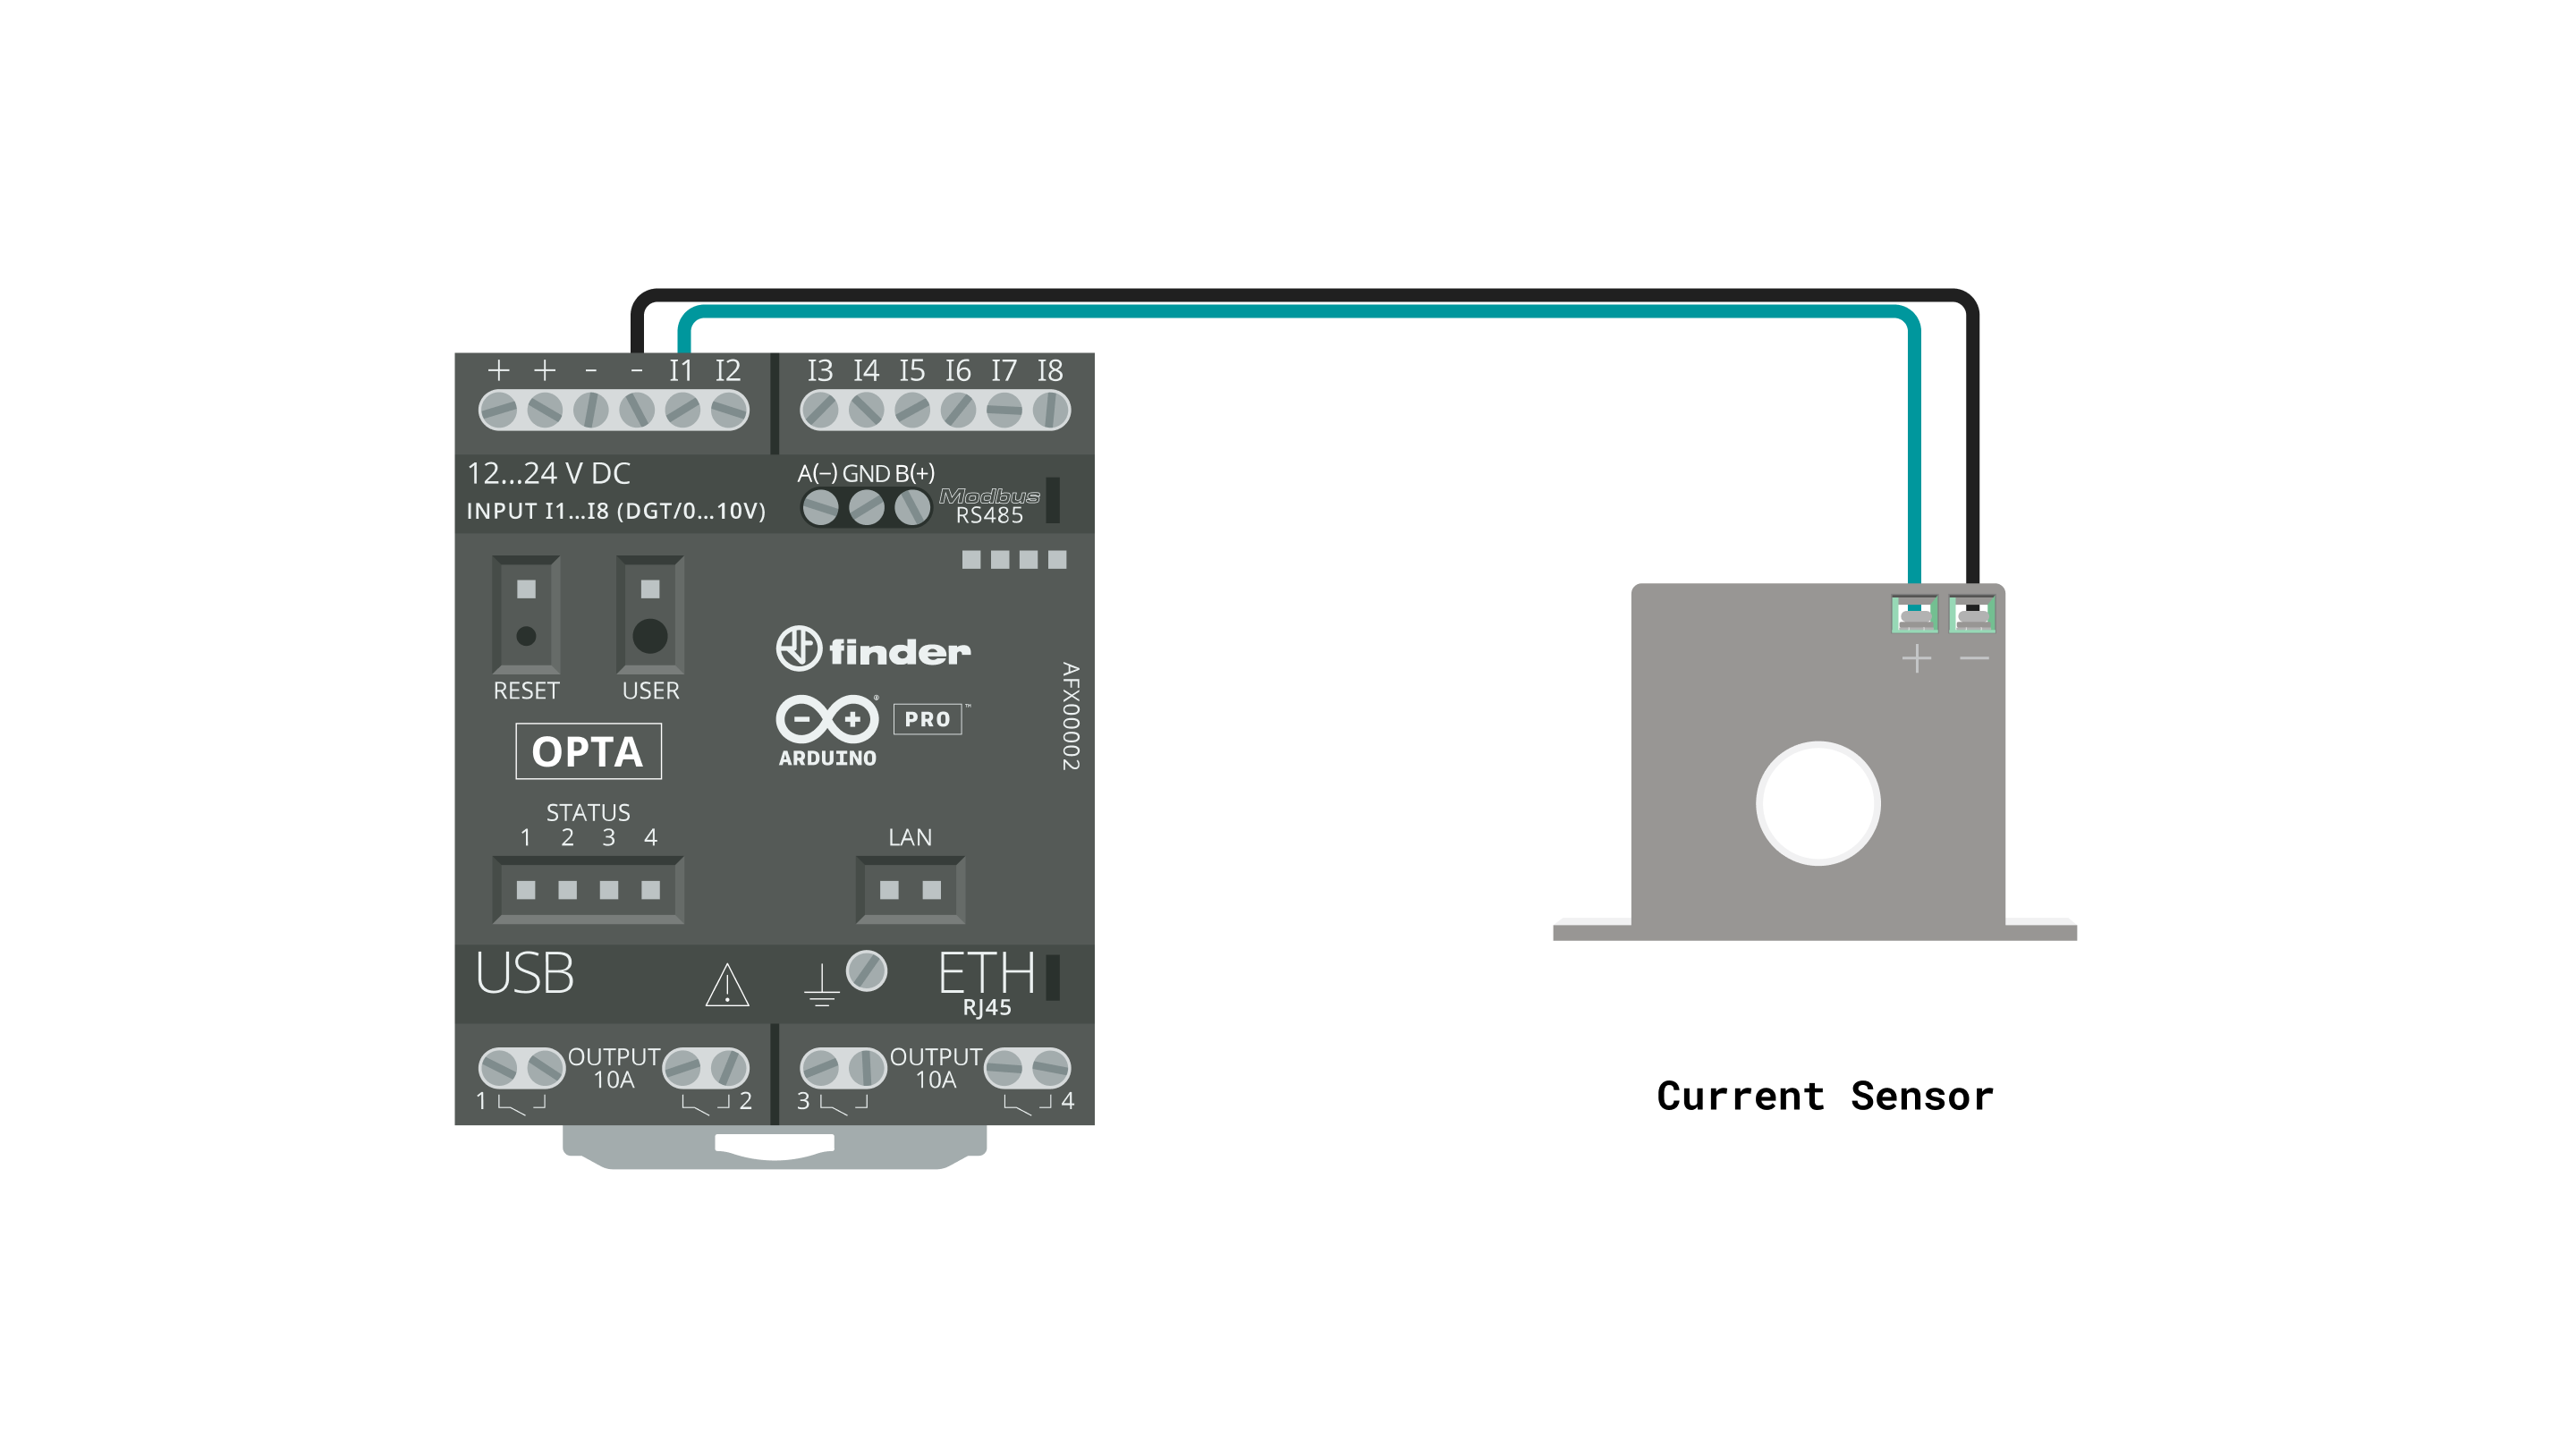 + + - - I1 I2 I3 I4 I5 I6 I7 I8
12...24 V DC
INPUT I1...I8 (DGT/0...10V)
A(−) GND B(+)
Modbus
RS485
RESET USER
finder
ARDUINO
PRO™
AFX00002
OPTA
STATUS
1 2 3 4
LAN
USB
ETH
RJ45
OUTPUT
10A
1 2
OUTPUT
10A
3 4
+ −
Current Sensor